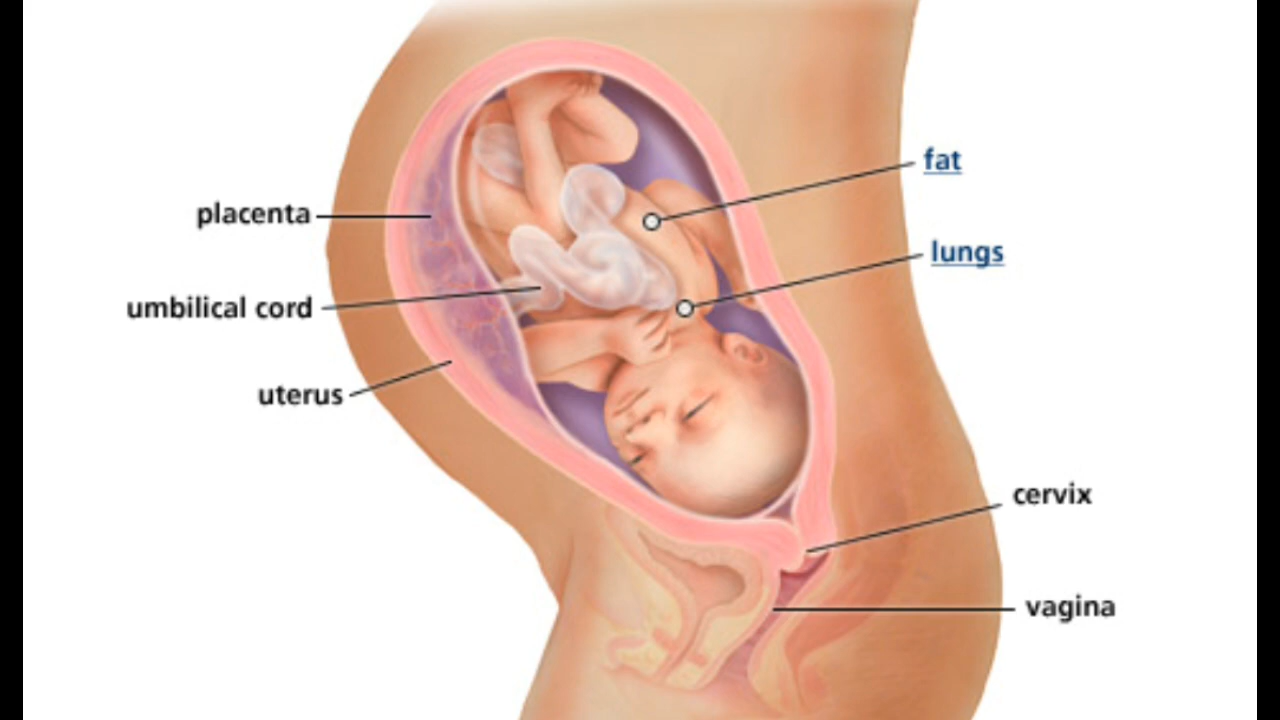 fat
placenta
lungs
umbilical cord
uterus
cervix
vagina